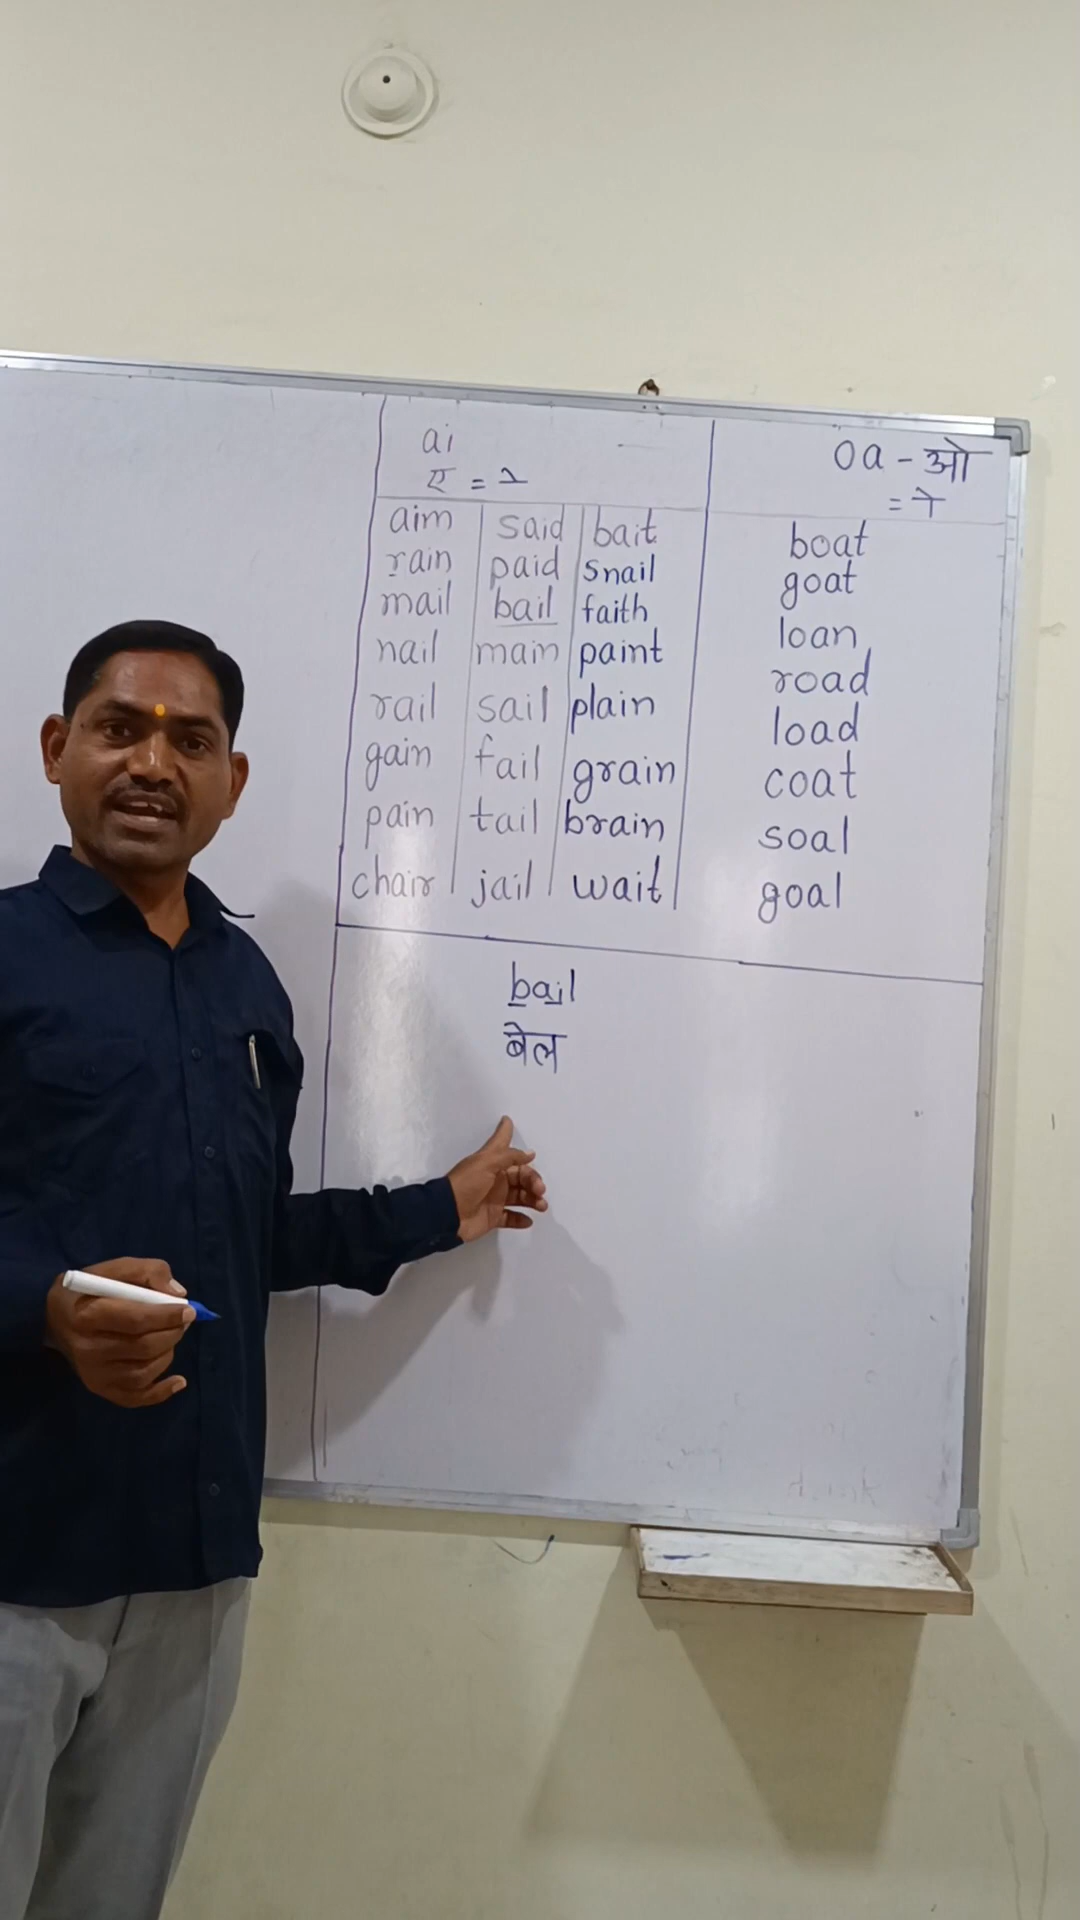 ai
ए = े
aim said bait
rain paid snail
mail bail faith
nail main paint
rail sail plain
gain fail grain
pain tail brain
chair jail wait
oa - ओ
= ो
boat
goat
loan
road
load
coat
soal
goal
bail
बेल